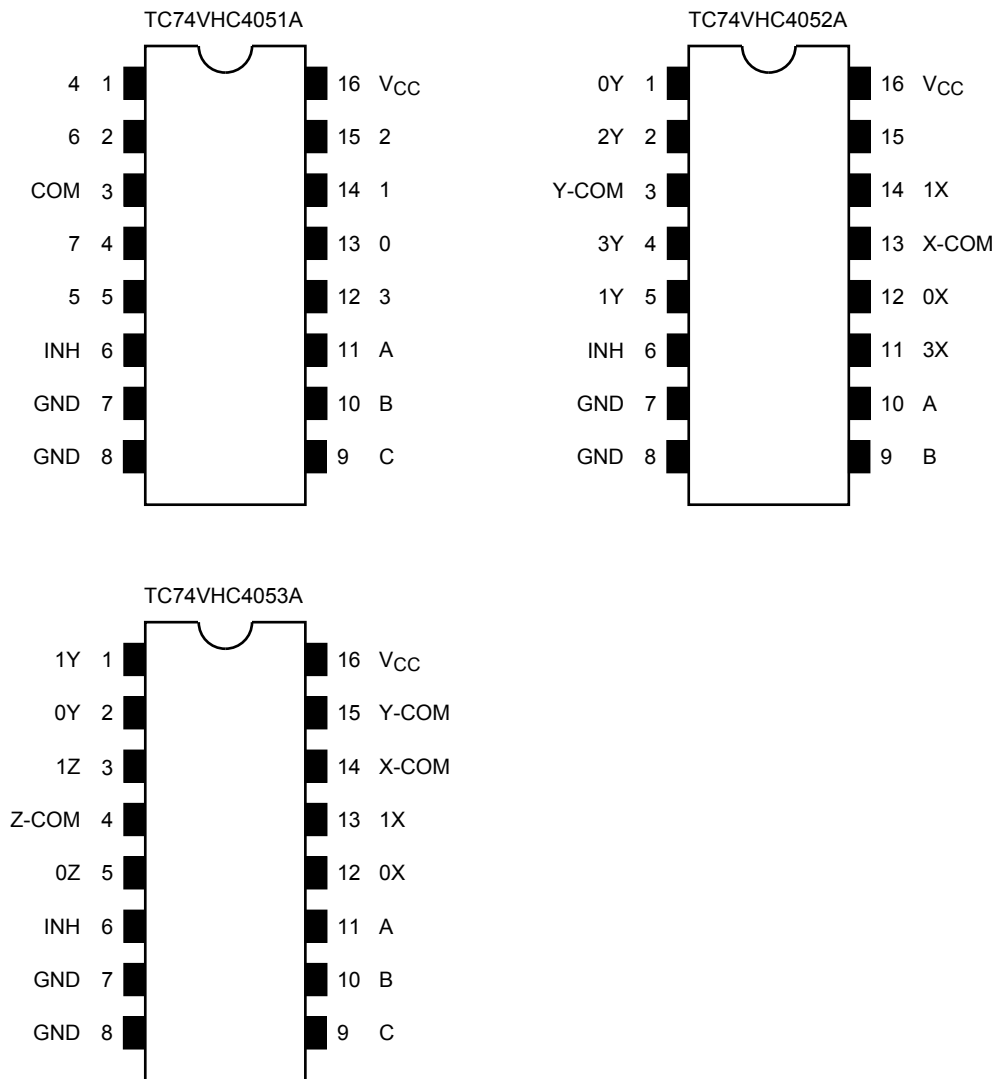 TC74VHC4051A
4 1 16 VCC
6 2 15 2
COM 3 14 1
7 4 13 0
5 5 12 3
INH 6 11 A
GND 7 10 B
GND 8 9 C
TC74VHC4052A
0Y 1 16 VCC
2Y 2 15
Y-COM 3 14 1X
3Y 4 13 X-COM
1Y 5 12 0X
INH 6 11 3X
GND 7 10 A
GND 8 9 B
TC74VHC4053A
1Y 1 16 VCC
0Y 2 15 Y-COM
1Z 3 14 X-COM
Z-COM 4 13 1X
0Z 5 12 0X
INH 6 11 A
GND 7 10 B
GND 8 9 C